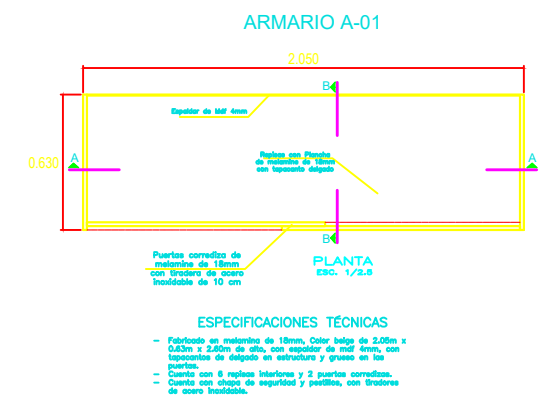 ARMARIO A-01
2.050
B
Espaldar de Mdf 4mm
0.630
A
A
Repisas con Plancha
de melamine de 18mm
con tapacanto delgado
B
Puertas corrediza de
melamine de 18mm
con tiradera de acero
inoxidable de 10 cm
PLANTA
ESC. 1/2.5
ESPECIFICACIONES TÉCNICAS
- Fabricado en melamina de 18mm, Color beige de 2.05m x
0.63m x 2.60m de alto, con espaldar de mdf 4mm, con
tapacantos de delgado en estructura y grueso en las
puertas.
- Cuenta con 6 repisas interiores y 2 puertas corredizas.
- Cuenta con chapa de seguridad y pestillos, con tiradores
de acero inoxidable.